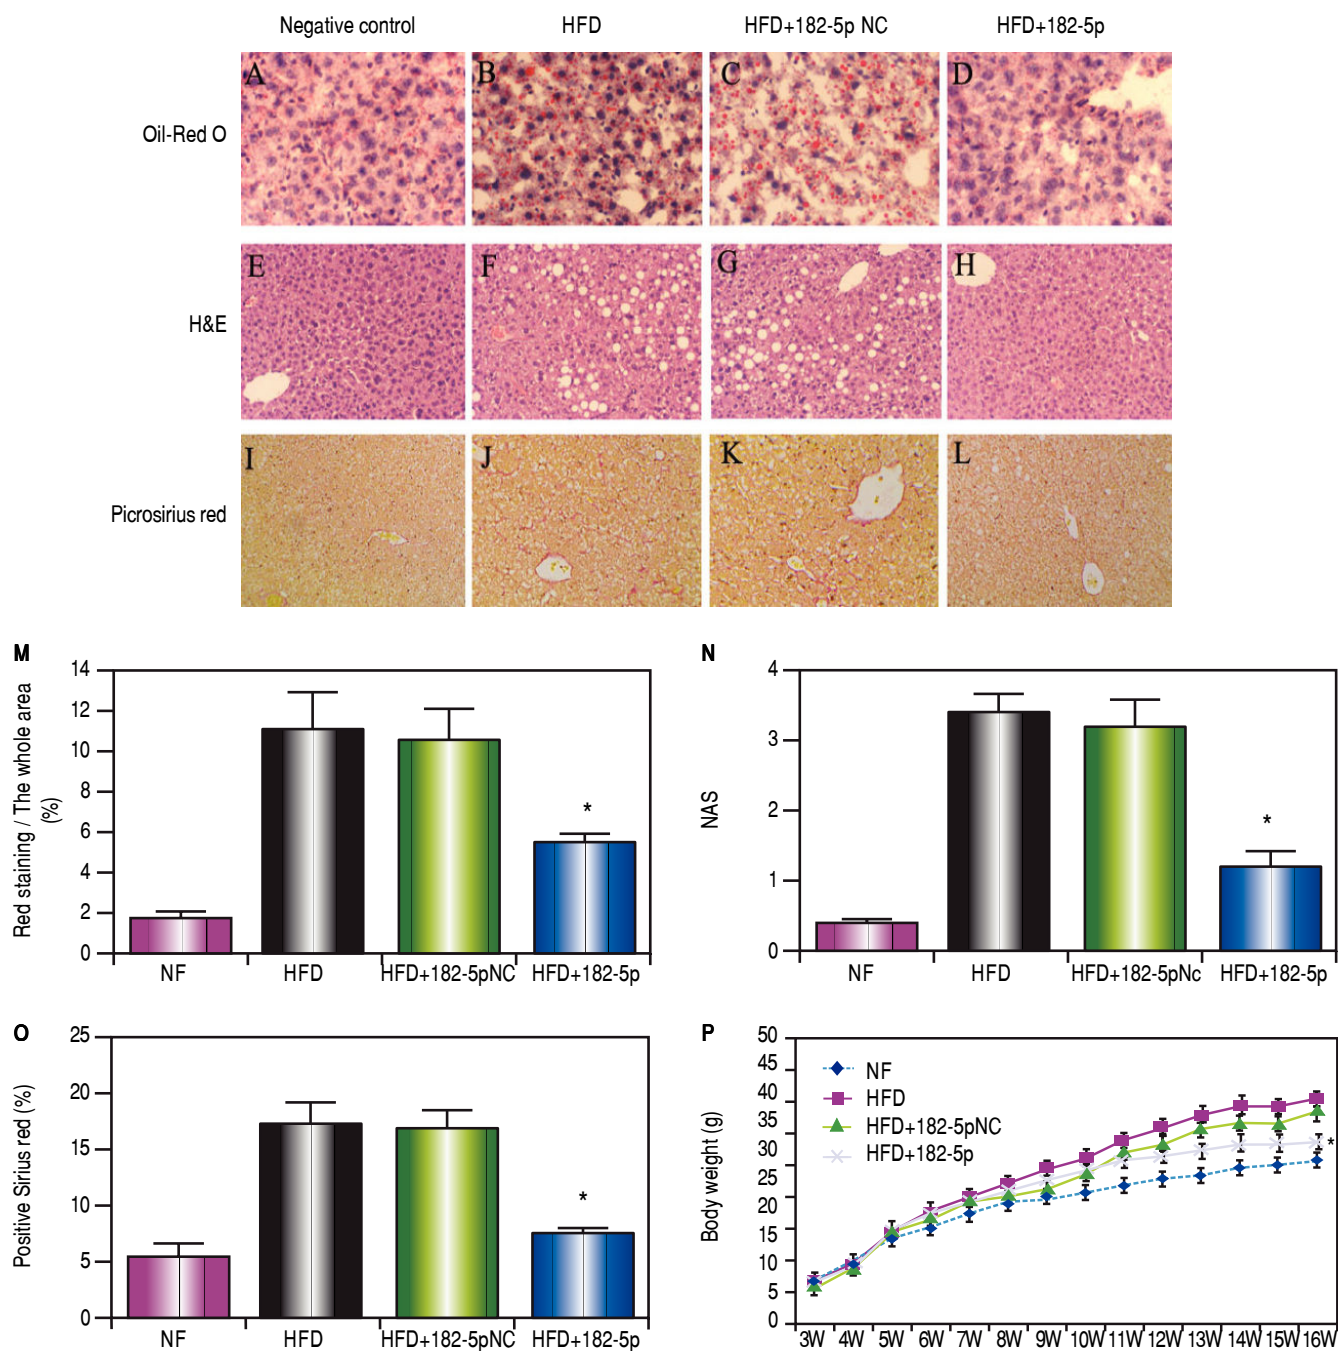 Negative control HFD HFD+182-5p NC HFD+182-5p
Oil-Red O
A B C D
H&E
E F G H
Picrosirius red
I J K L
M
Red staining / The whole area
(%)
14
12
10
8
6
4
2
0
*
NF HFD HFD+182-5pNC HFD+182-5p
N
NAS
4
3
2
1
0
*
NF HFD HFD+182-5pNc HFD+182-5p
O
Positive Sirius red (%)
25
20
15
10
5
0
*
NF HFD HFD+182-5pNC HFD+182-5p
P
Body weight (g)
50
45
40
35
30
25
20
15
10
5
0
NF
HFD
HFD+182-5pNC
HFD+182-5p
*
3W 4W 5W 6W 7W 8W 9W 10W 11W 12W 13W 14W 15W 16W